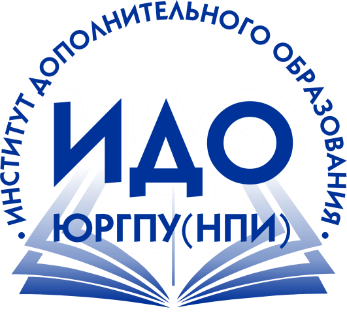 • ИНСТИТУТ ДОПОЛНИТЕЛЬНОГО ОБРАЗОВАНИЯ •
ИДО
ЮРГПУ(НПИ)